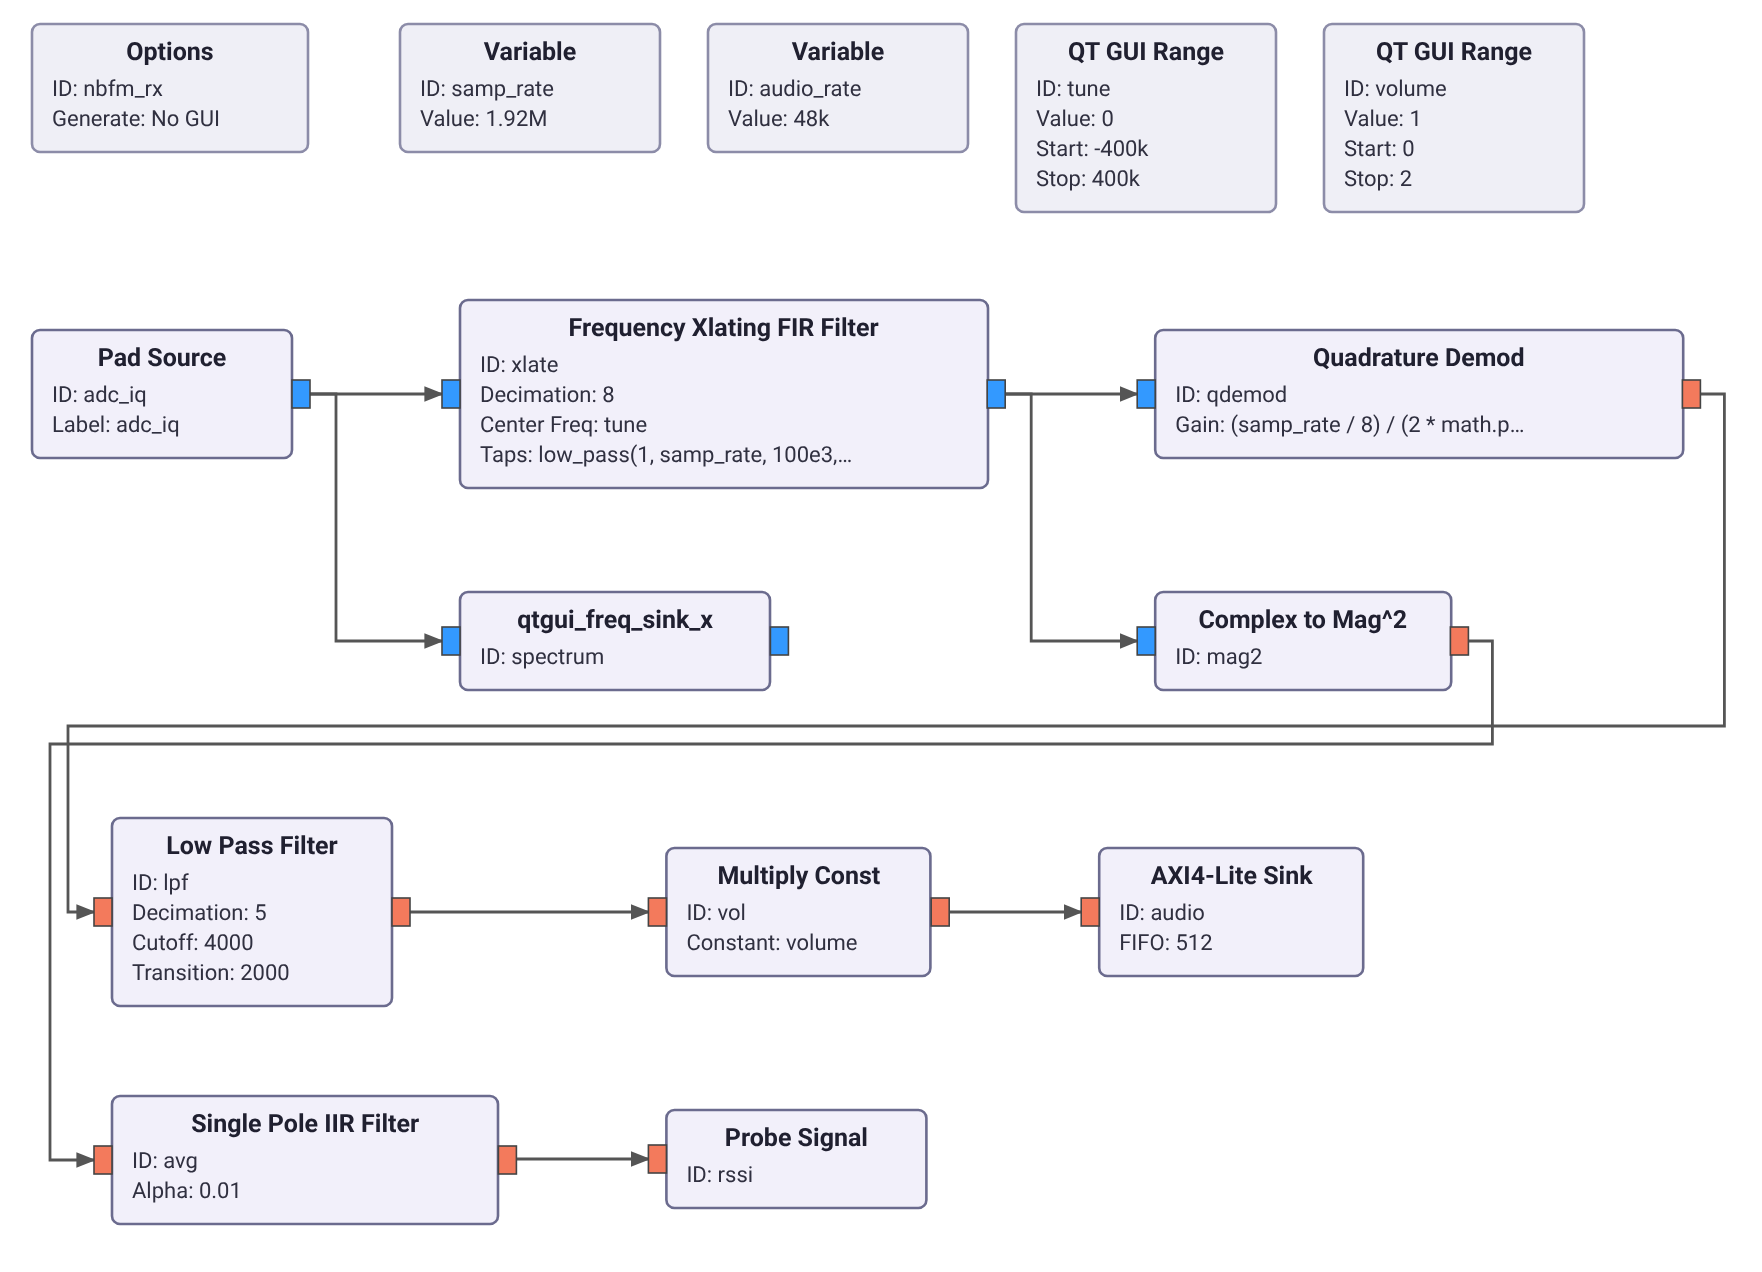 Options
ID: nbfm_rx
Generate: No GUI
Variable
ID: samp_rate
Value: 1.92M
Variable
ID: audio_rate
Value: 48k
QT GUI Range
ID: tune
Value: 0
Start: -400k
Stop: 400k
QT GUI Range
ID: volume
Value: 1
Start: 0
Stop: 2
Pad Source
ID: adc_iq
Label: adc_iq
Frequency Xlating FIR Filter
ID: xlate
Decimation: 8
Center Freq: tune
Taps: low_pass(1, samp_rate, 100e3,...
Quadrature Demod
ID: qdemod
Gain: (samp_rate / 8) / (2 * math.p...
qtgui_freq_sink_x
ID: spectrum
Complex to Mag^2
ID: mag2
Low Pass Filter
ID: lpf
Decimation: 5
Cutoff: 4000
Transition: 2000
Multiply Const
ID: vol
Constant: volume
AXI4-Lite Sink
ID: audio
FIFO: 512
Single Pole IIR Filter
ID: avg
Alpha: 0.01
Probe Signal
ID: rssi